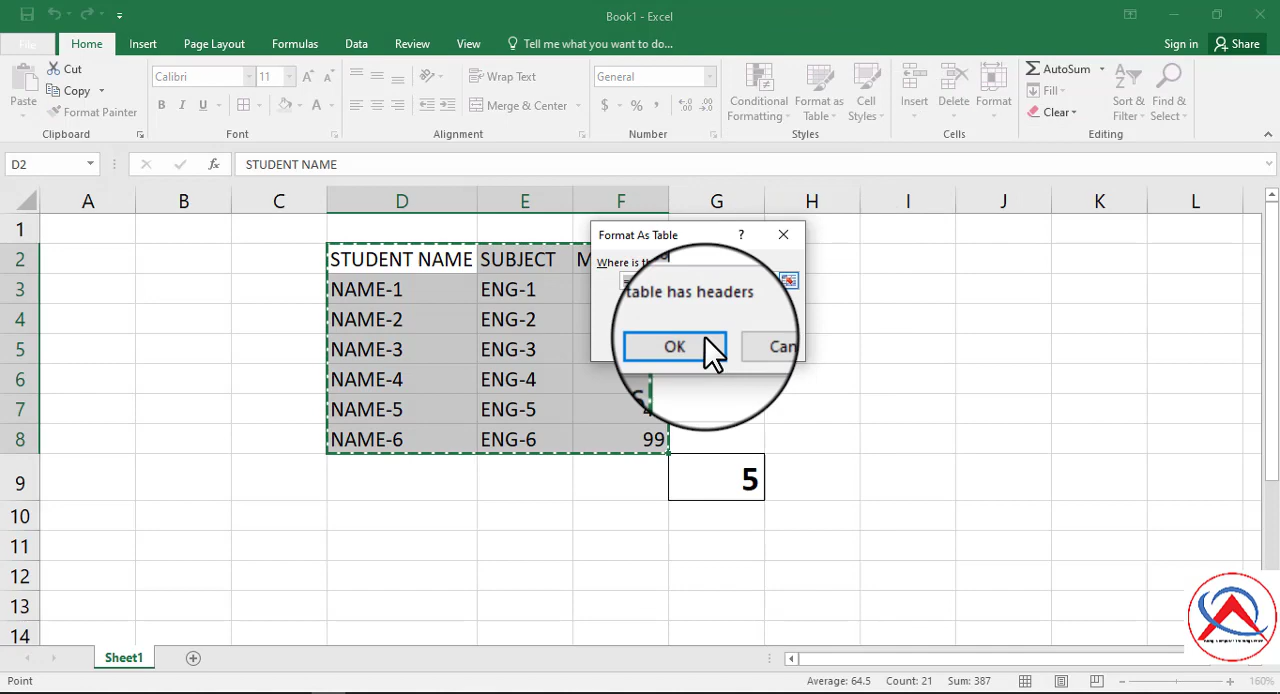 Book1 - Excel
File Home Insert Page Layout Formulas Data Review View Tell me what you want to do... Sign in Share
Paste Cut Copy Format Painter
Clipboard
Calibri 11
B I U A
Font
Wrap Text
Merge & Center
Alignment
General
$ % ,
Number
Conditional Formatting
Format as Table
Cell Styles
Styles
Insert Delete Format
Cells
AutoSum
Fill
Clear
Sort & Filter
Find & Select
Editing
D2 fx STUDENT NAME
A B C D E F G H I J K L
1
2 STUDENT NAME SUBJECT M
3 NAME-1 ENG-1
4 NAME-2 ENG-2
5 NAME-3 ENG-3
6 NAME-4 ENG-4
7 NAME-5 ENG-5
8 NAME-6 ENG-6 99
9 5
10
11
12
13
14
Format As Table ?
Where is
table has headers
OK Can
Sheet1
Point Average: 64.5 Count: 21 Sum: 387 160%